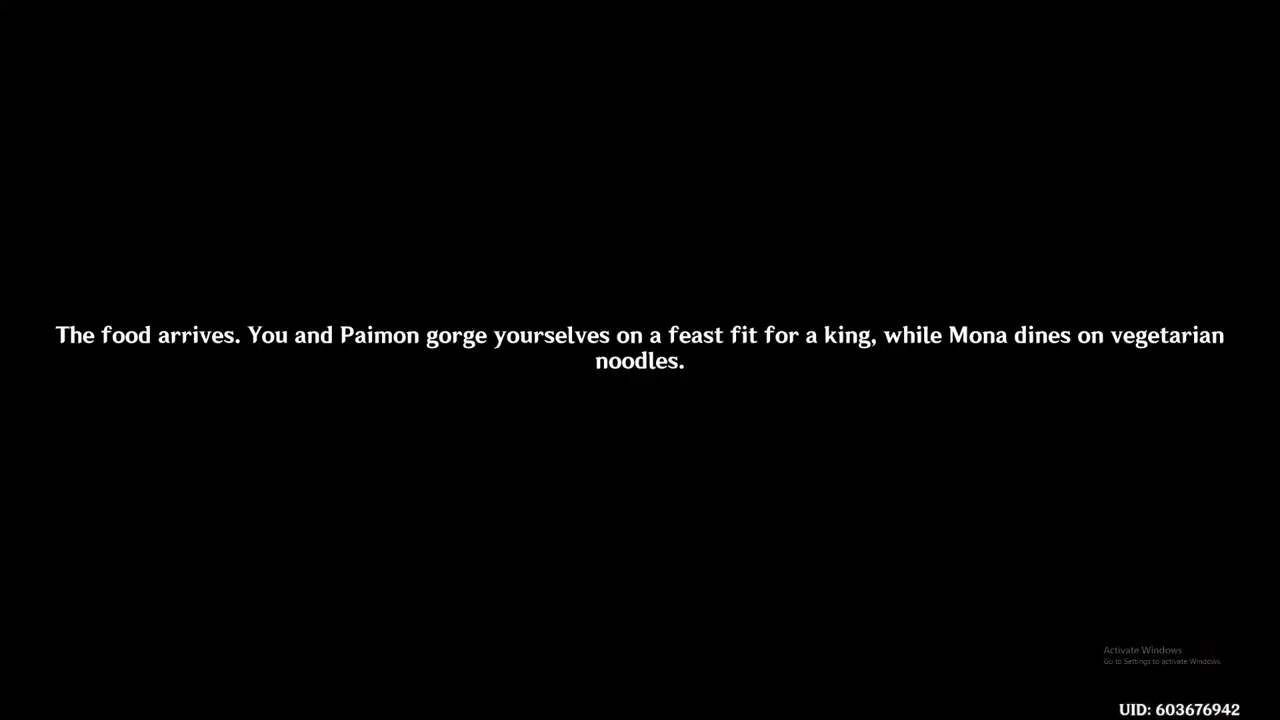 The food arrives. You and Paimon gorge yourselves on a feast fit for a king, while Mona dines on vegetarian
noodles.
Activate Windows
Go to Settings to activate Windows.
UID: 603676942